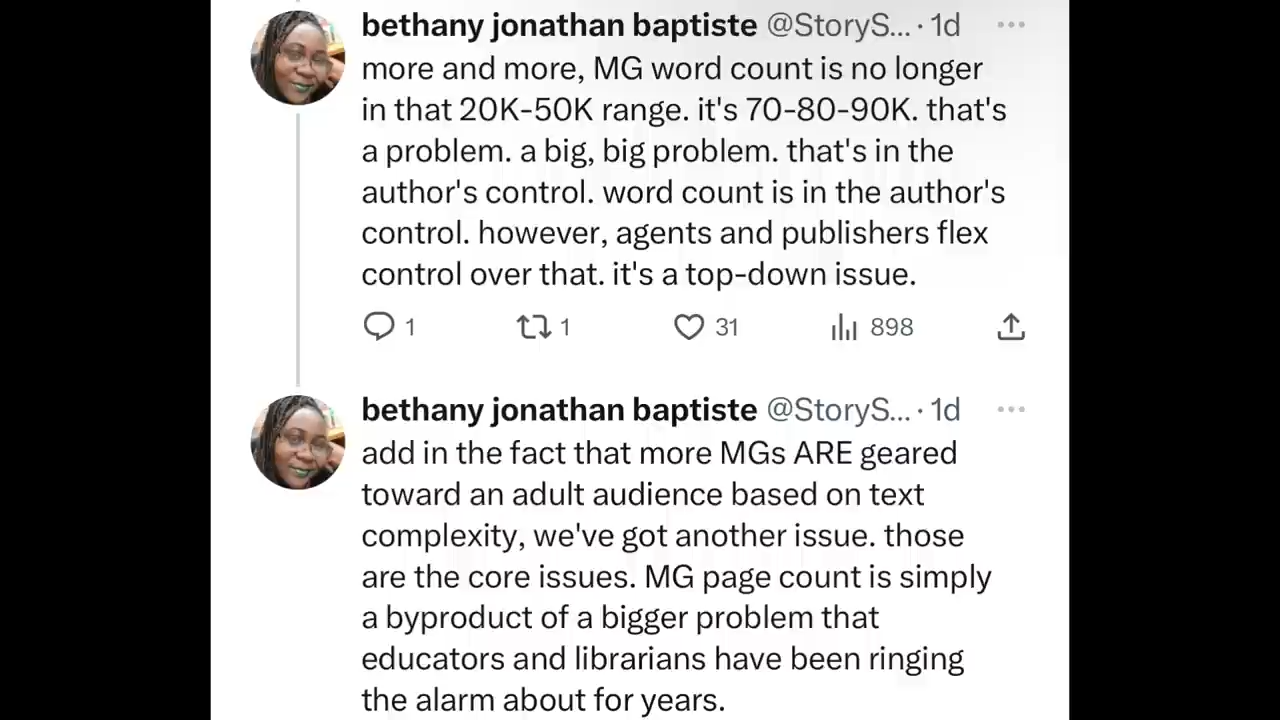 bethany jonathan baptiste @StoryS... · 1d
more and more, MG word count is no longer
in that 20K-50K range. it's 70-80-90K. that's
a problem. a big, big problem. that's in the
author's control. word count is in the author's
control. however, agents and publishers flex
control over that. it's a top-down issue.
1 1 31 898
bethany jonathan baptiste @StoryS... · 1d
add in the fact that more MGs ARE geared
toward an adult audience based on text
complexity, we've got another issue. those
are the core issues. MG page count is simply
a byproduct of a bigger problem that
educators and librarians have been ringing
the alarm about for years.